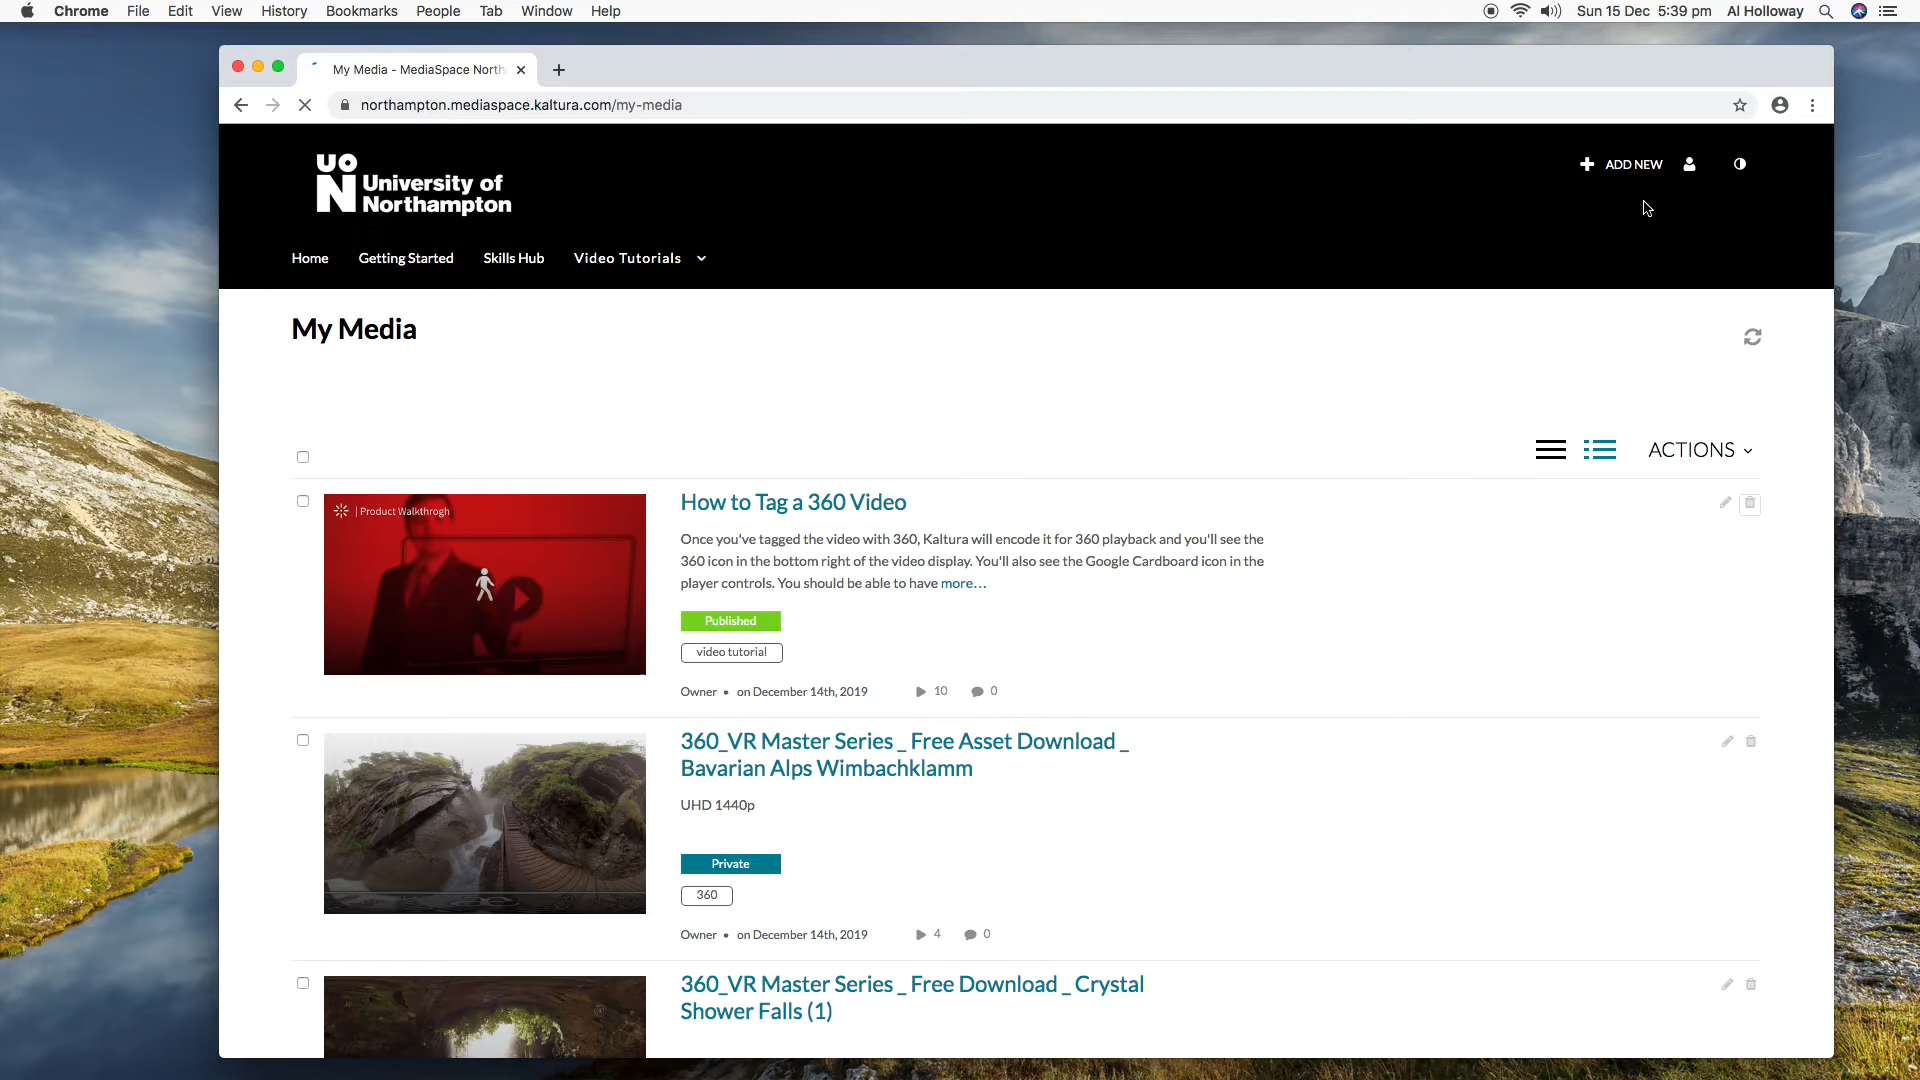 Chrome File Edit View History Bookmarks People Tab Window Help
Sun 15 Dec 5:39 pm Al Holloway
My Media - MediaSpace North
northampton.mediaspace.kaltura.com/my-media
UON University of Northampton
ADD NEW
Home Getting Started Skills Hub Video Tutorials
My Media
ACTIONS
| Product Walkthrogh
How to Tag a 360 Video
Once you've tagged the video with 360, Kaltura will encode it for 360 playback and you'll see the
360 icon in the bottom right of the video display. You'll also see the Google Cardboard icon in the
player controls. You should be able to have more...
Published
video tutorial
Owner • on December 14th, 2019 10 0
360_VR Master Series _ Free Asset Download _
Bavarian Alps Wimbachklamm
UHD 1440p
Private
360
Owner • on December 14th, 2019 4 0
360_VR Master Series _ Free Download _ Crystal
Shower Falls (1)